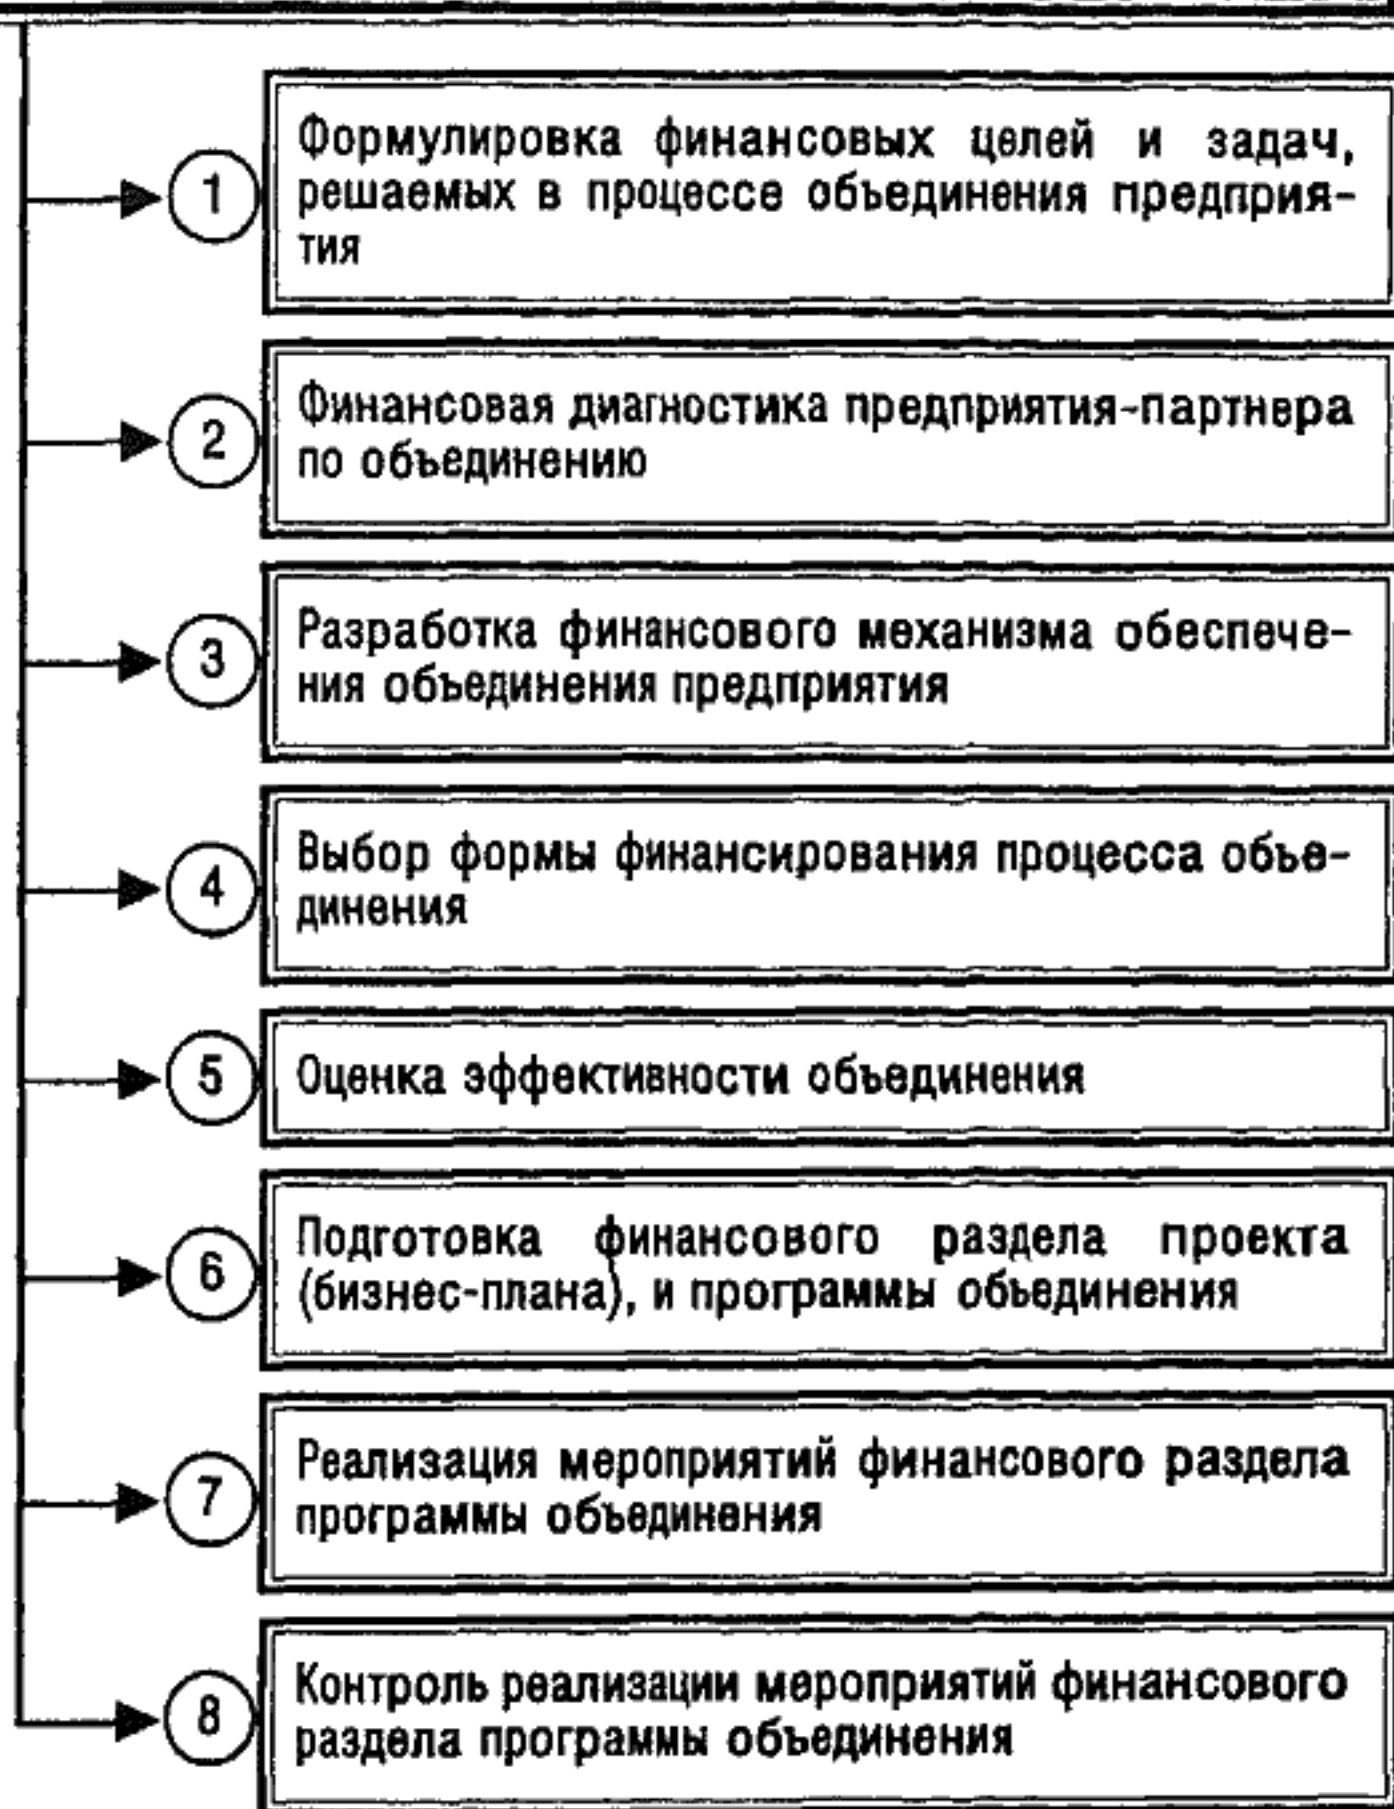 1
Формулировка финансовых целей и задач,
решаемых в процессе объединения предприя-
тия
2
Финансовая диагностика предприятия-партнера
по объединению
3
Разработка финансового механизма обеспече-
ния объединения предприятия
4
Выбор формы финансирования процесса объе-
динения
5
Оценка эффективности объединения
6
Подготовка финансового раздела проекта
(бизнес-плана), и программы объединения
7
Реализация мероприятий финансового раздела
программы объединения
8
Контроль реализации мероприятий финансового
раздела программы объединения